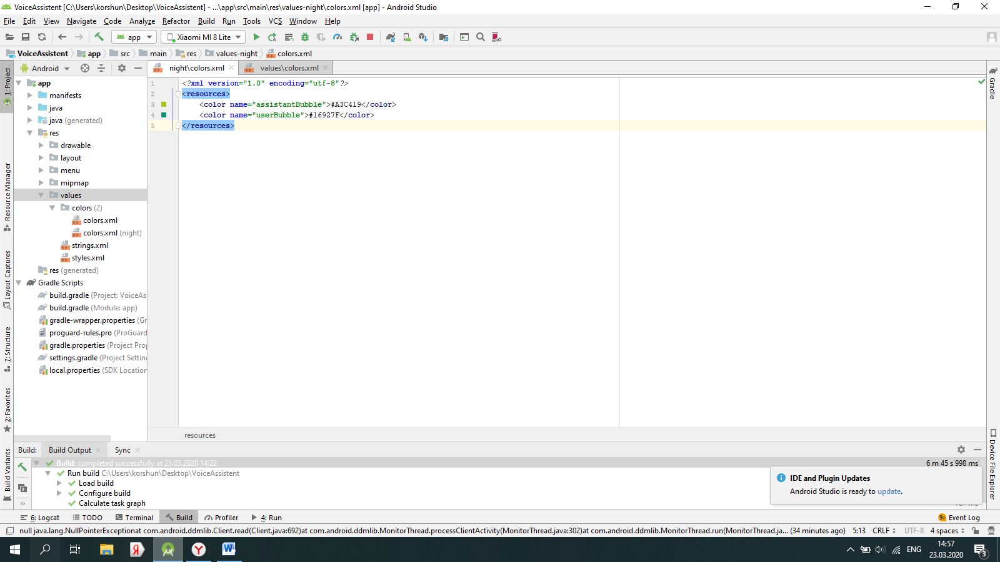 VoiceAssistent [C:\Users\korshun\Desktop\VoiceAssistent] - ...\app\src\main\res\values-night\colors.xml [app] - Android Studio
File Edit View Navigate Code Analyze Refactor Build Run Tools VCS Window Help
app Xiaomi MI 8 Lite
VoiceAssistent app src main res values-night colors.xml
Android night\colors.xml values\colors.xml
1: Project
Resource Manager
Layout Captures
7: Structure
2: Favorites
Build Variants
app
manifests
java
java (generated)
res
drawable
layout
menu
mipmap
values
colors (2)
colors.xml
colors.xml (night)
strings.xml
styles.xml
res (generated)
Gradle Scripts
build.gradle (Project: VoiceAs
build.gradle (Module: app)
gradle-wrapper.properties (Gr
proguard-rules.pro (ProGuard
gradle.properties (Project Prop
settings.gradle (Project Settin
local.properties (SDK Location
1 <?xml version="1.0" encoding="utf-8"?>
2 <resources>
3 <color name="assistantBubble">#A3C419</color>
4 <color name="userBubble">#16927F</color>
5 </resources>
resources
Gradle
Device File Explorer
Build: Build Output Sync
Build: completed successfully at 23.03.2020 14:22 6 m 45 s 998 ms
Run build C:\Users\korshun\Desktop\VoiceAssistent
Load build
Configure build
Calculate task graph
IDE and Plugin Updates
Android Studio is ready to update.
6: Logcat TODO Terminal Build Profiler 4: Run 9+ Event Log
null java.lang.NullPointerExceptionat com.android.ddmlib.Client.read(Client.java:692)at com.android.ddmlib.MonitorThread.processClientActivity(MonitorThread.java:302)at com.android.ddmlib.MonitorThread.run(MonitorThread.ja... (34 minutes ago) 5:13 CRLF UTF-8 4 spaces
Я Y W ENG 14:57
23.03.2020 3